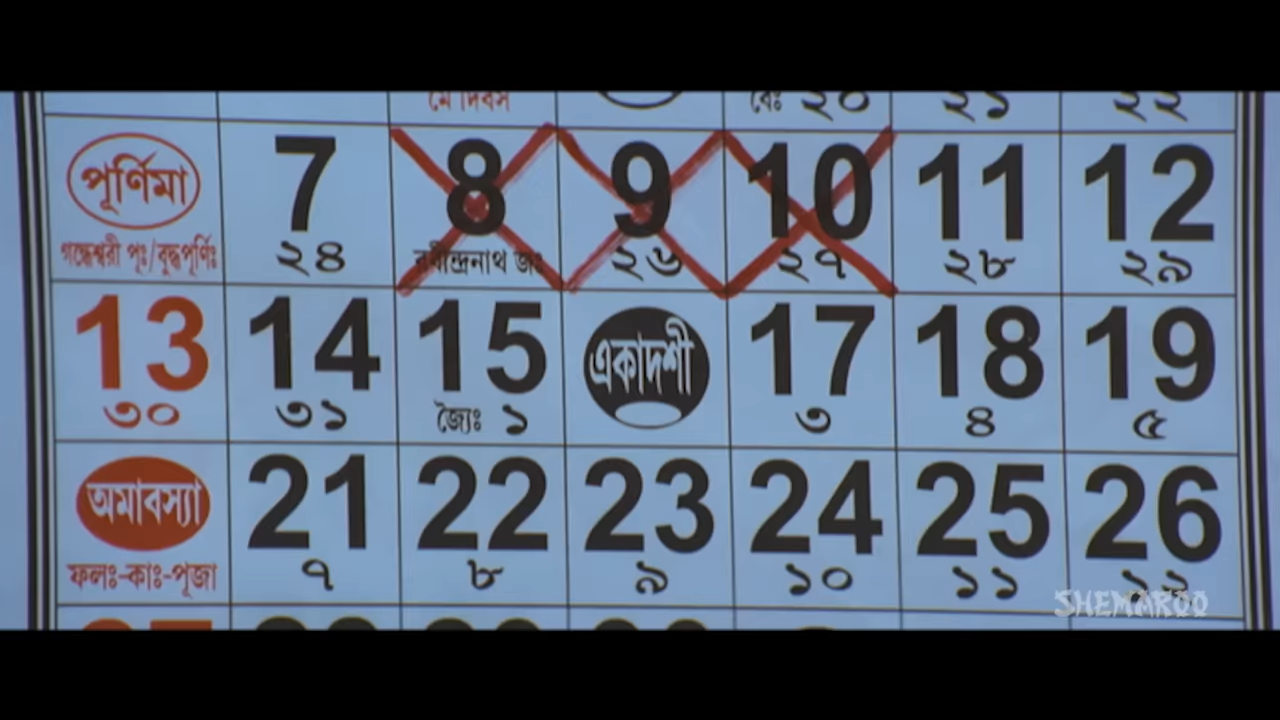 মে দিবস বৈঃ ২০ ২১ ২২
পূর্ণিমা 7 8 9 10 11 12
গন্ধেশ্বরী পূঃ/বুদ্ধপূর্ণিঃ ২৪ রবীন্দ্রনাথ জঃ ২৬ ২৭ ২৮ ২৯
13 14 15 একাদশী 17 18 19
৩০ ৩১ জ্যৈঃ ১ ৩ ৪ ৫
অমাবস্যা 21 22 23 24 25 26
ফলঃ-কাঃ-পূজা ৭ ৮ ৯ ১০ ১১ ১২
SHEMAROO